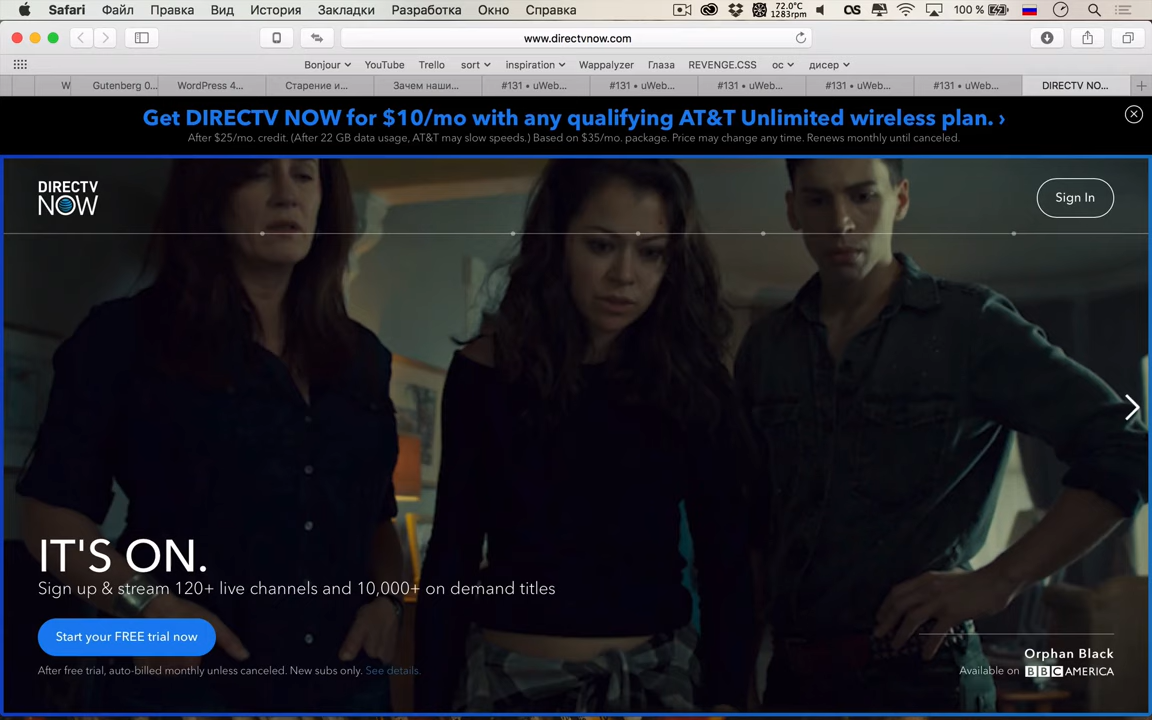 Safari Файл Правка Вид История Закладки Разработка Окно Справка 72.0°C 1283rpm 100 %
www.directvnow.com
Bonjour YouTube Trello sort inspiration Wappalyzer Глаза REVENGE.CSS ос дисер
W Gutenberg 0... WordPress 4... Старение и... Зачем наши... #131 • uWeb... #131 • uWeb... #131 • uWeb... #131 • uWeb... #131 • uWeb... DIRECTV NO...
Get DIRECTV NOW for $10/mo with any qualifying AT&T Unlimited wireless plan. ›
After $25/mo. credit. (After 22 GB data usage, AT&T may slow speeds.) Based on $35/mo. package. Price may change any time. Renews monthly until canceled.
DIRECTV
NOW
Sign In
IT'S ON.
Sign up & stream 120+ live channels and 10,000+ on demand titles
Start your FREE trial now
After free trial, auto-billed monthly unless canceled. New subs only. See details.
Orphan Black
Available on BBC AMERICA